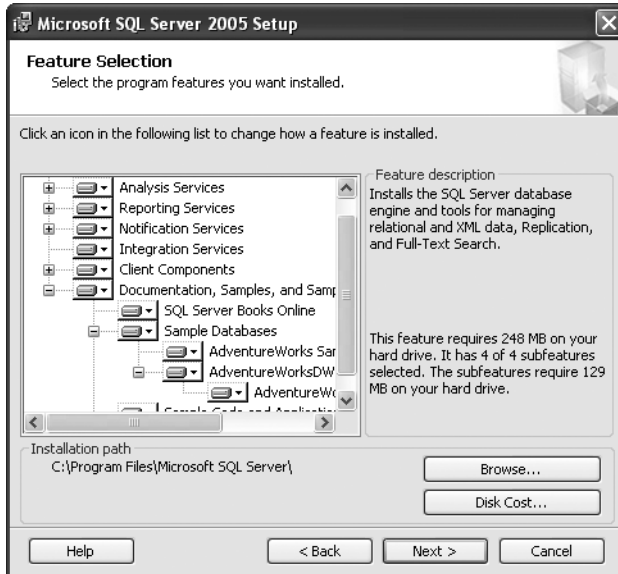 Microsoft SQL Server 2005 Setup
Feature Selection
Select the program features you want installed.
Click an icon in the following list to change how a feature is installed.
Analysis Services
Reporting Services
Notification Services
Integration Services
Client Components
Documentation, Samples, and Samp
SQL Server Books Online
Sample Databases
AdventureWorks Sar
AdventureWorksDW
AdventureWo
Sample Code and Application
Feature description
Installs the SQL Server database
engine and tools for managing
relational and XML data, Replication,
and Full-Text Search.
This feature requires 248 MB on your
hard drive. It has 4 of 4 subfeatures
selected. The subfeatures require 129
MB on your hard drive.
Installation path
C:\Program Files\Microsoft SQL Server\
Browse...
Disk Cost...
Help
< Back
Next >
Cancel